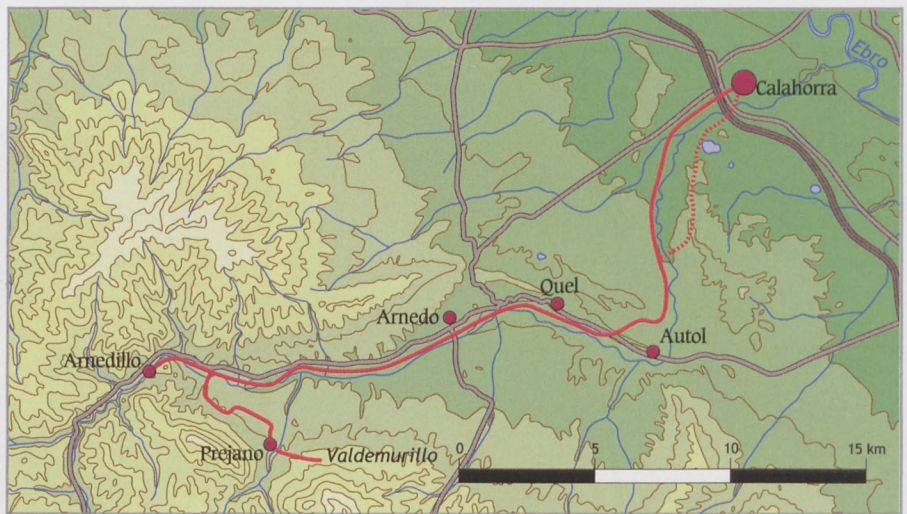 Ebro
Calahorra
Quel
Arnedo
Autol
Arnedillo
Prejano
Valdemurillo
0 5 10 15 km